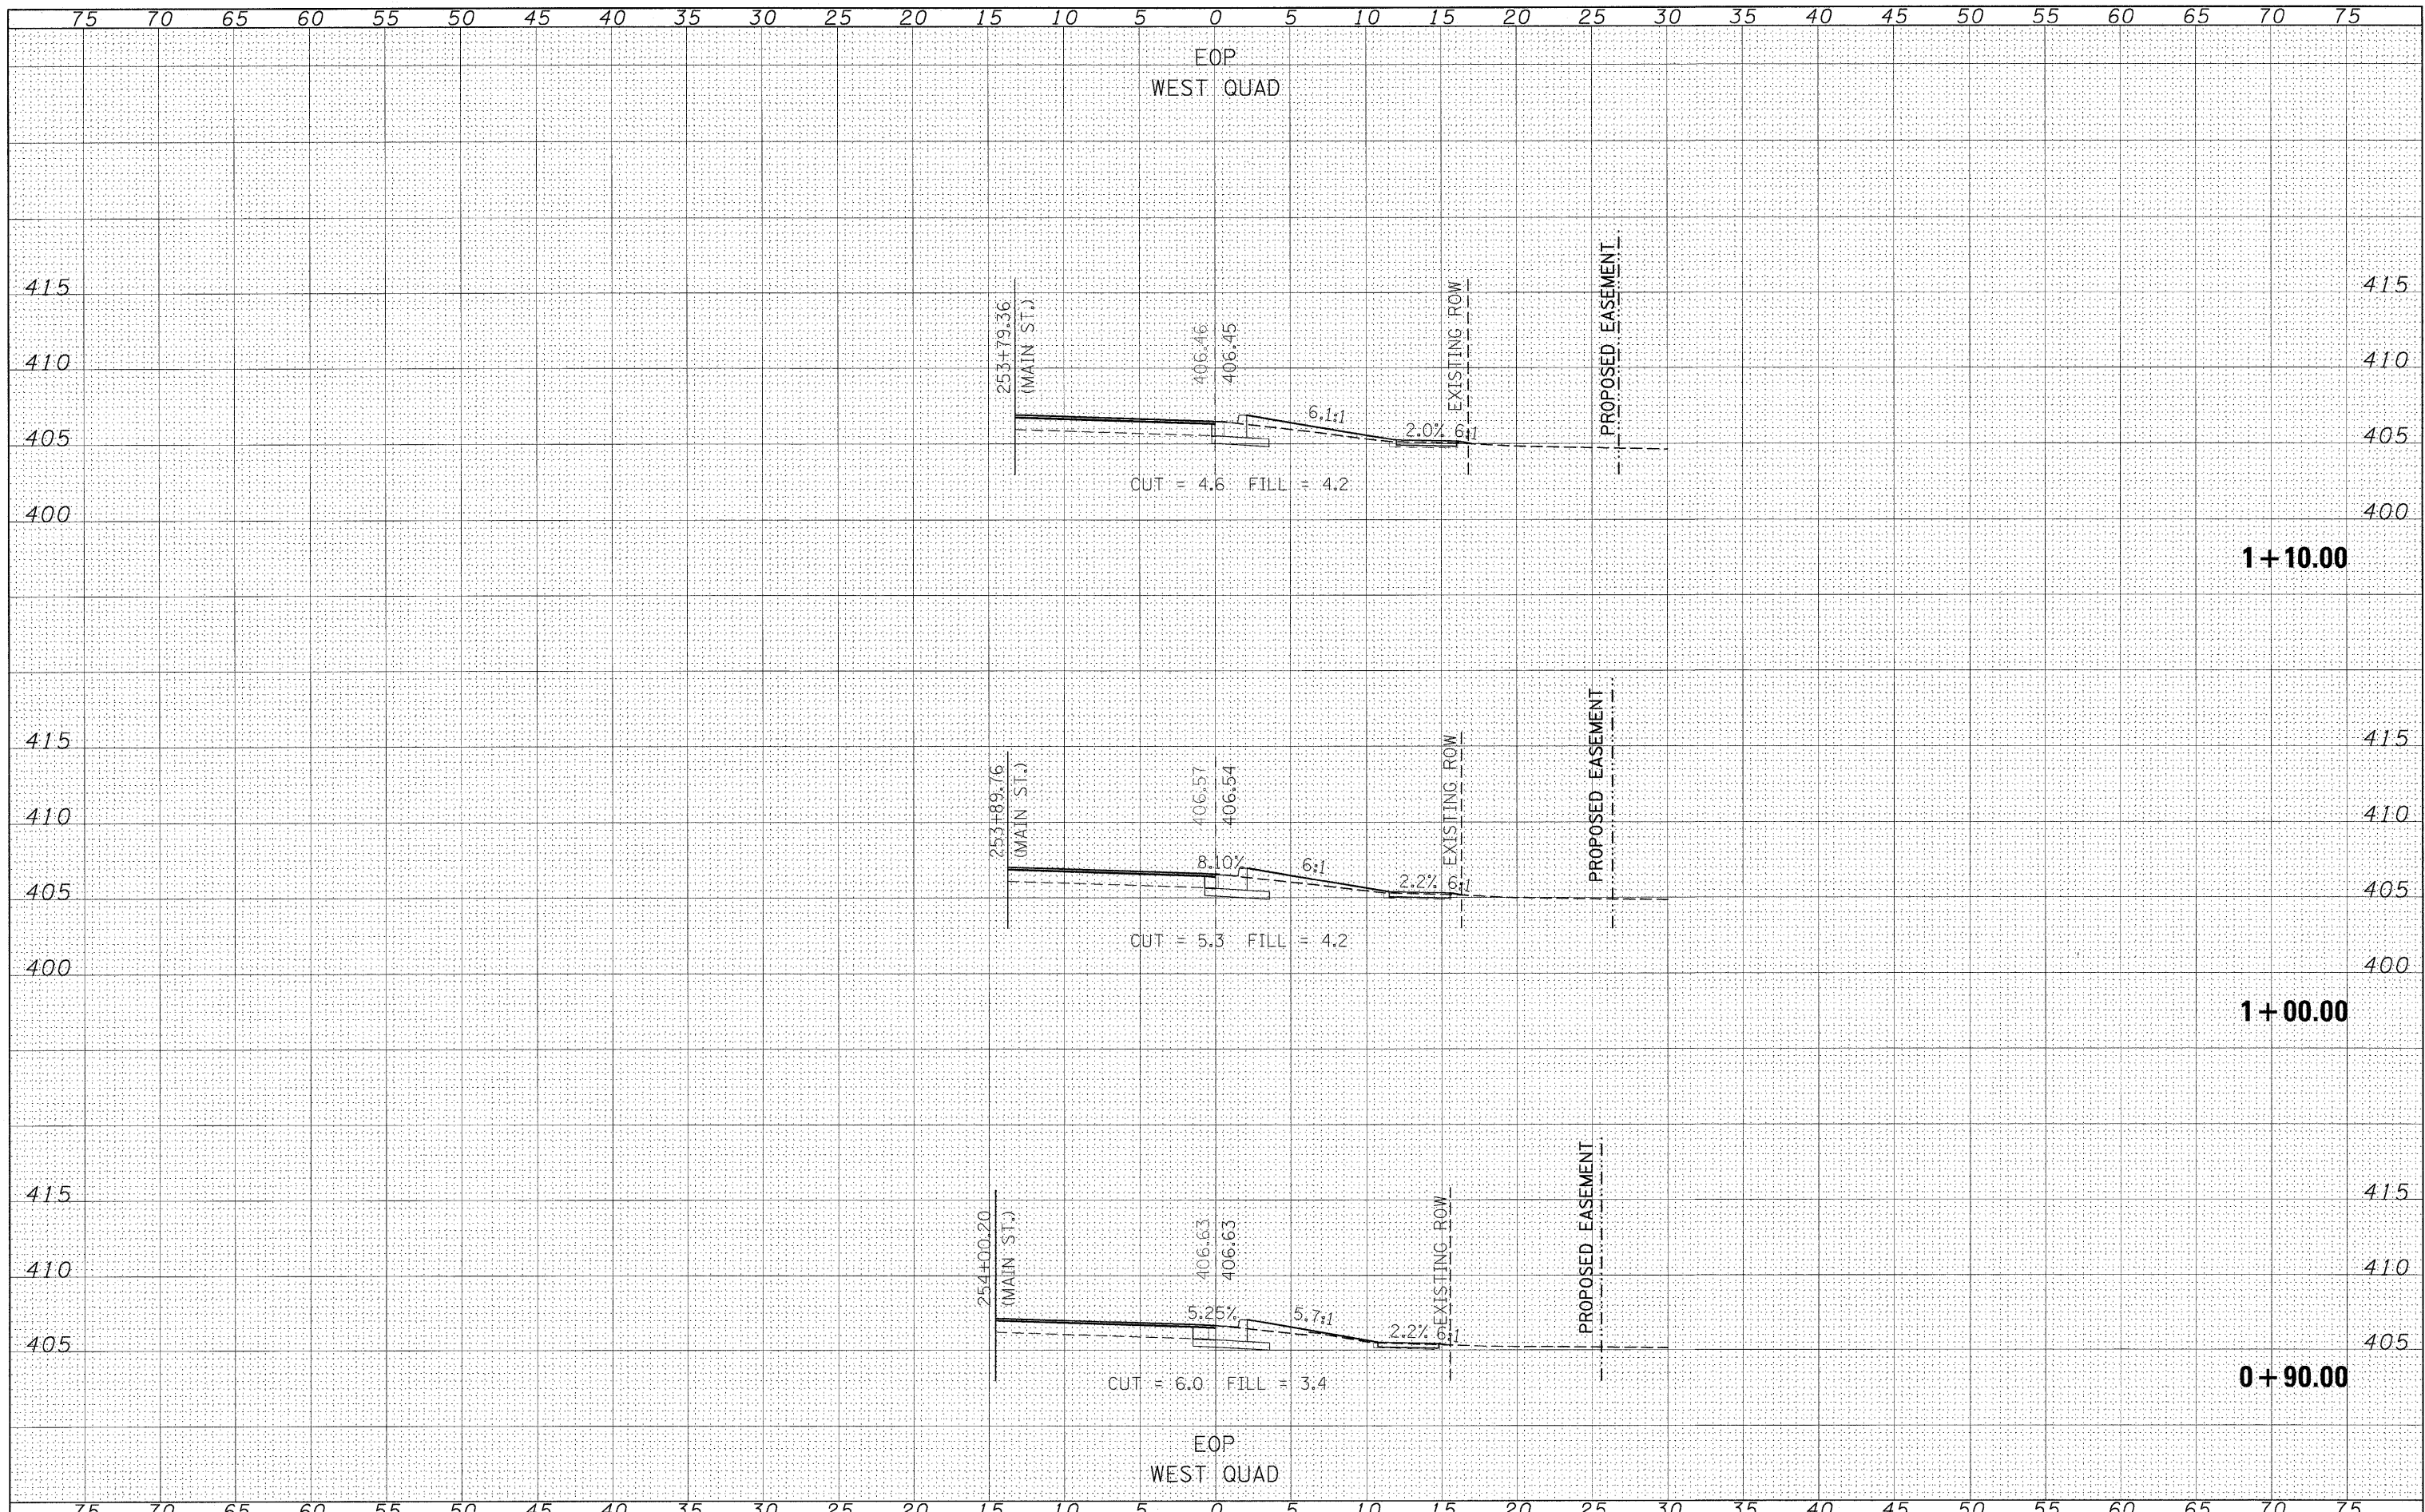 75 70 65 60 55 50 45 40 35 30 25 20 15 10 5 0 5 10 15 20 25 30 35 40 45 50 55 60 65 70 75
EOP
WEST QUAD
415 253+79.36 (MAIN ST.) 406.46 406.45 EXISTING ROW PROPOSED EASEMENT 415
410 410
6.1:1
405 2.0% 6:1 405
CUT = 4.6 FILL = 4.2
400 400
1+10.00
415 253+89.76 (MAIN ST.) 406.57 406.54 EXISTING ROW PROPOSED EASEMENT 415
410 410
8.10% 6:1
405 2.2% 6:1 405
CUT = 5.3 FILL = 4.2
400 400
1+00.00
415 254+00.20 (MAIN ST.) 406.63 406.63 EXISTING ROW PROPOSED EASEMENT 415
410 410
5.25% 5.7:1
405 2.2% 6:1 405
CUT = 6.0 FILL = 3.4
0+90.00
EOP
WEST QUAD
75 70 65 60 55 50 45 40 35 30 25 20 15 10 5 0 5 10 15 20 25 30 35 40 45 50 55 60 65 70 75